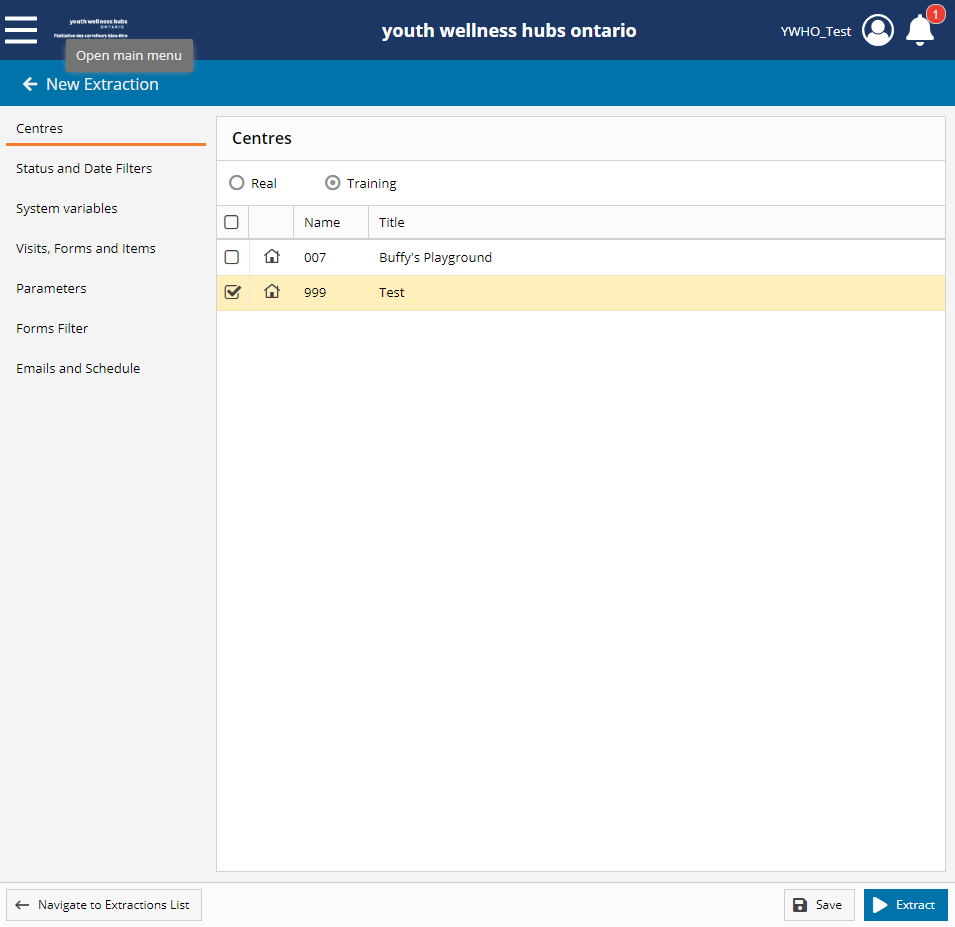 youth wellness hubs
ONTARIO
l'initiative des carrefours bien-être
youth wellness hubs ontario
YWHO_Test
1
Open main menu
New Extraction
Centres
Status and Date Filters
System variables
Visits, Forms and Items
Parameters
Forms Filter
Emails and Schedule
Centres
Real Training
Name Title
007 Buffy's Playground
999 Test
Navigate to Extractions List
Save
Extract